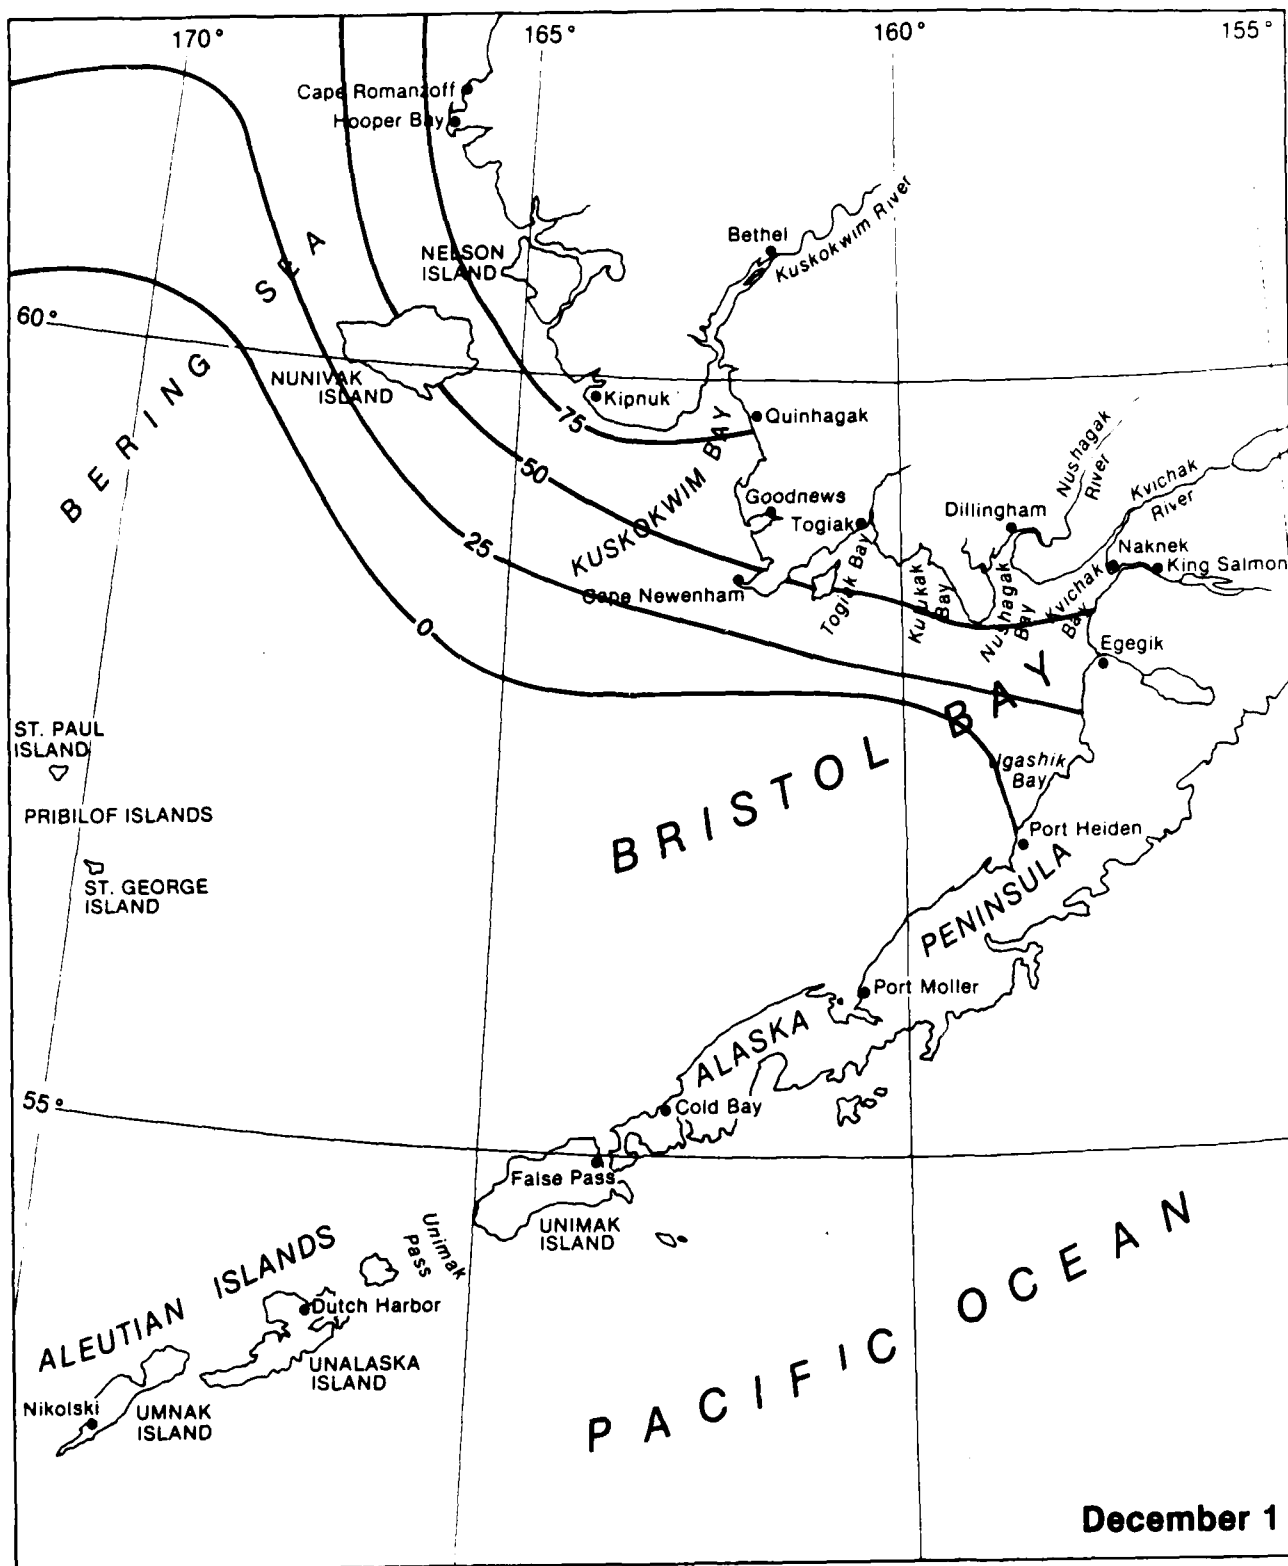 170°
165°
160°
155°
Cape Romanzoff
Hooper Bay
Bethel
Kuskokwim River
NELSON
ISLAND
60°
BERING SEA
NUNIVAK
ISLAND
Kipnuk
Quinhagak
75
50
25
0
KUSKOKWIM BAY
Goodnews
Togiak
Dillingham
Nushagak
River
Kvichak
River
Naknek
King Salmon
Cape Newenham
Togiak Bay
Kulukak
Bay
Nushagak
Bay
Kvichak
Bay
Egegik
ST. PAUL
ISLAND
PRIBILOF ISLANDS
ST. GEORGE
ISLAND
BRISTOL BAY
Ugashik
Bay
Port Heiden
ALASKA PENINSULA
Port Moller
55°
Cold Bay
False Pass
UNIMAK
ISLAND
Unimak
Pass
ALEUTIAN ISLANDS
Dutch Harbor
UNALASKA
ISLAND
Nikolski
UMNAK
ISLAND
PACIFIC OCEAN
December 1